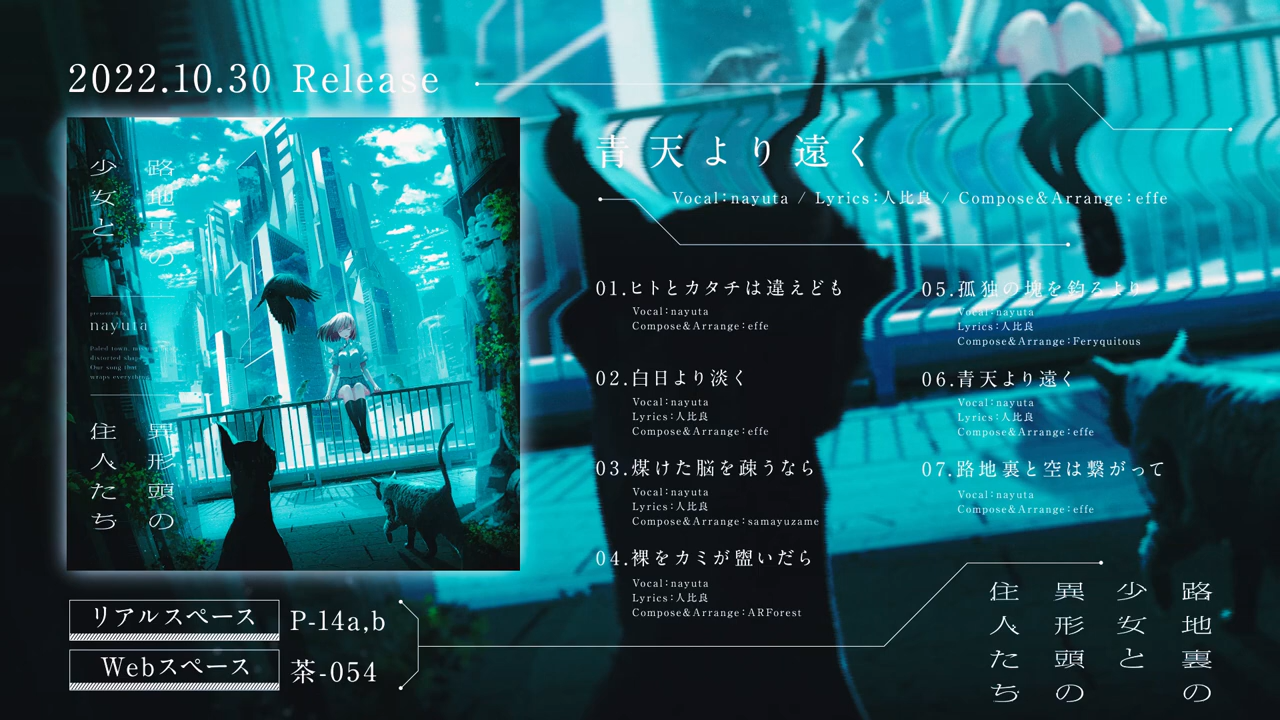 2022.10.30 Release
路地裏の
少女と
presented by
nayuta
One song that
wraps everything
異形頭の
住人たち
リアルスペース P-14a,b
Webスペース 茶-054
青天より遠く
Vocal:nayuta / Lyrics:人比良 / Compose&Arrange:effe
01.ヒトとカタチは違えども
Vocal:nayuta
Compose&Arrange:effe
02.白日より淡く
Vocal:nayuta
Lyrics:人比良
Compose&Arrange:effe
03.煤けた脳を疎うなら
Vocal:nayuta
Lyrics:人比良
Compose&Arrange:samayuzame
04.裸をカミが盥いだら
Vocal:nayuta
Lyrics:人比良
Compose&Arrange:ARForest
05.孤独の塊を釣るより
Vocal:nayuta
Lyrics:人比良
Compose&Arrange:Feryquitous
06.青天より遠く
Vocal:nayuta
Lyrics:人比良
Compose&Arrange:effe
07.路地裏と空は繋がって
Vocal:nayuta
Compose&Arrange:effe
路地裏の
少女と
異形頭の
住人たち